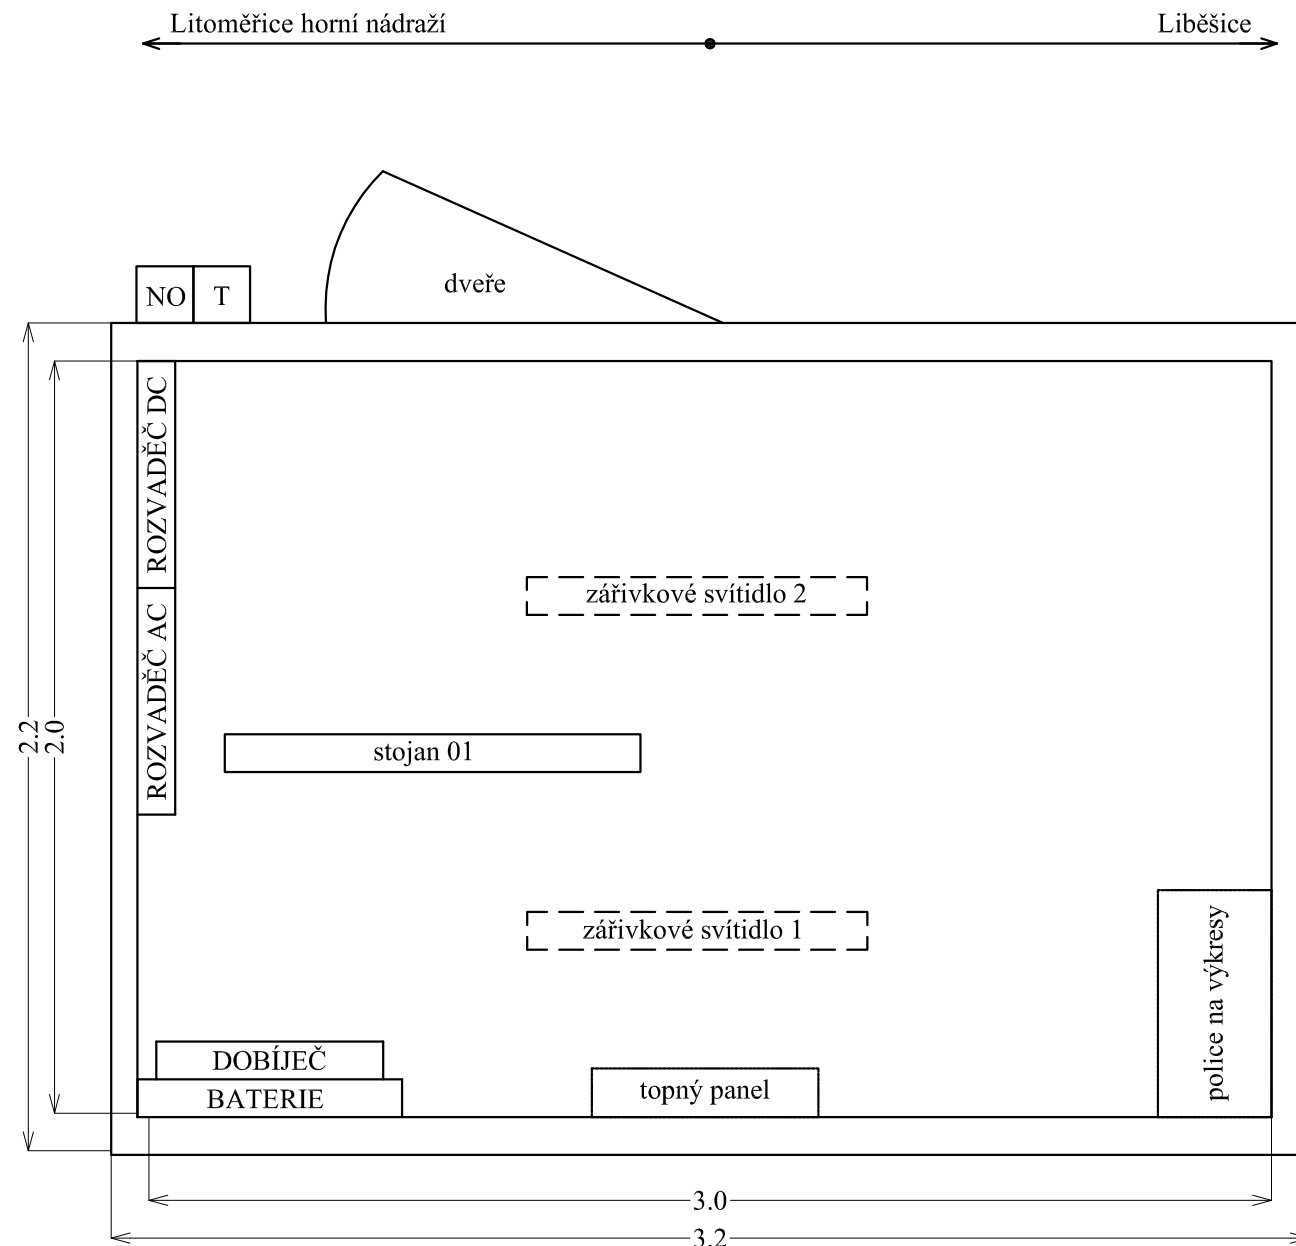 Litoměřice horní nádraží
Liběšice
dveře
NO
T
ROZVADĚČ DC
zářivkové svítidlo 2
ROZVADĚČ AC
2.2
2.0
stojan 01
zářivkové svítidlo 1
police na výkresy
DOBÍJEČ
BATERIE
topný panel
3.0
3.2